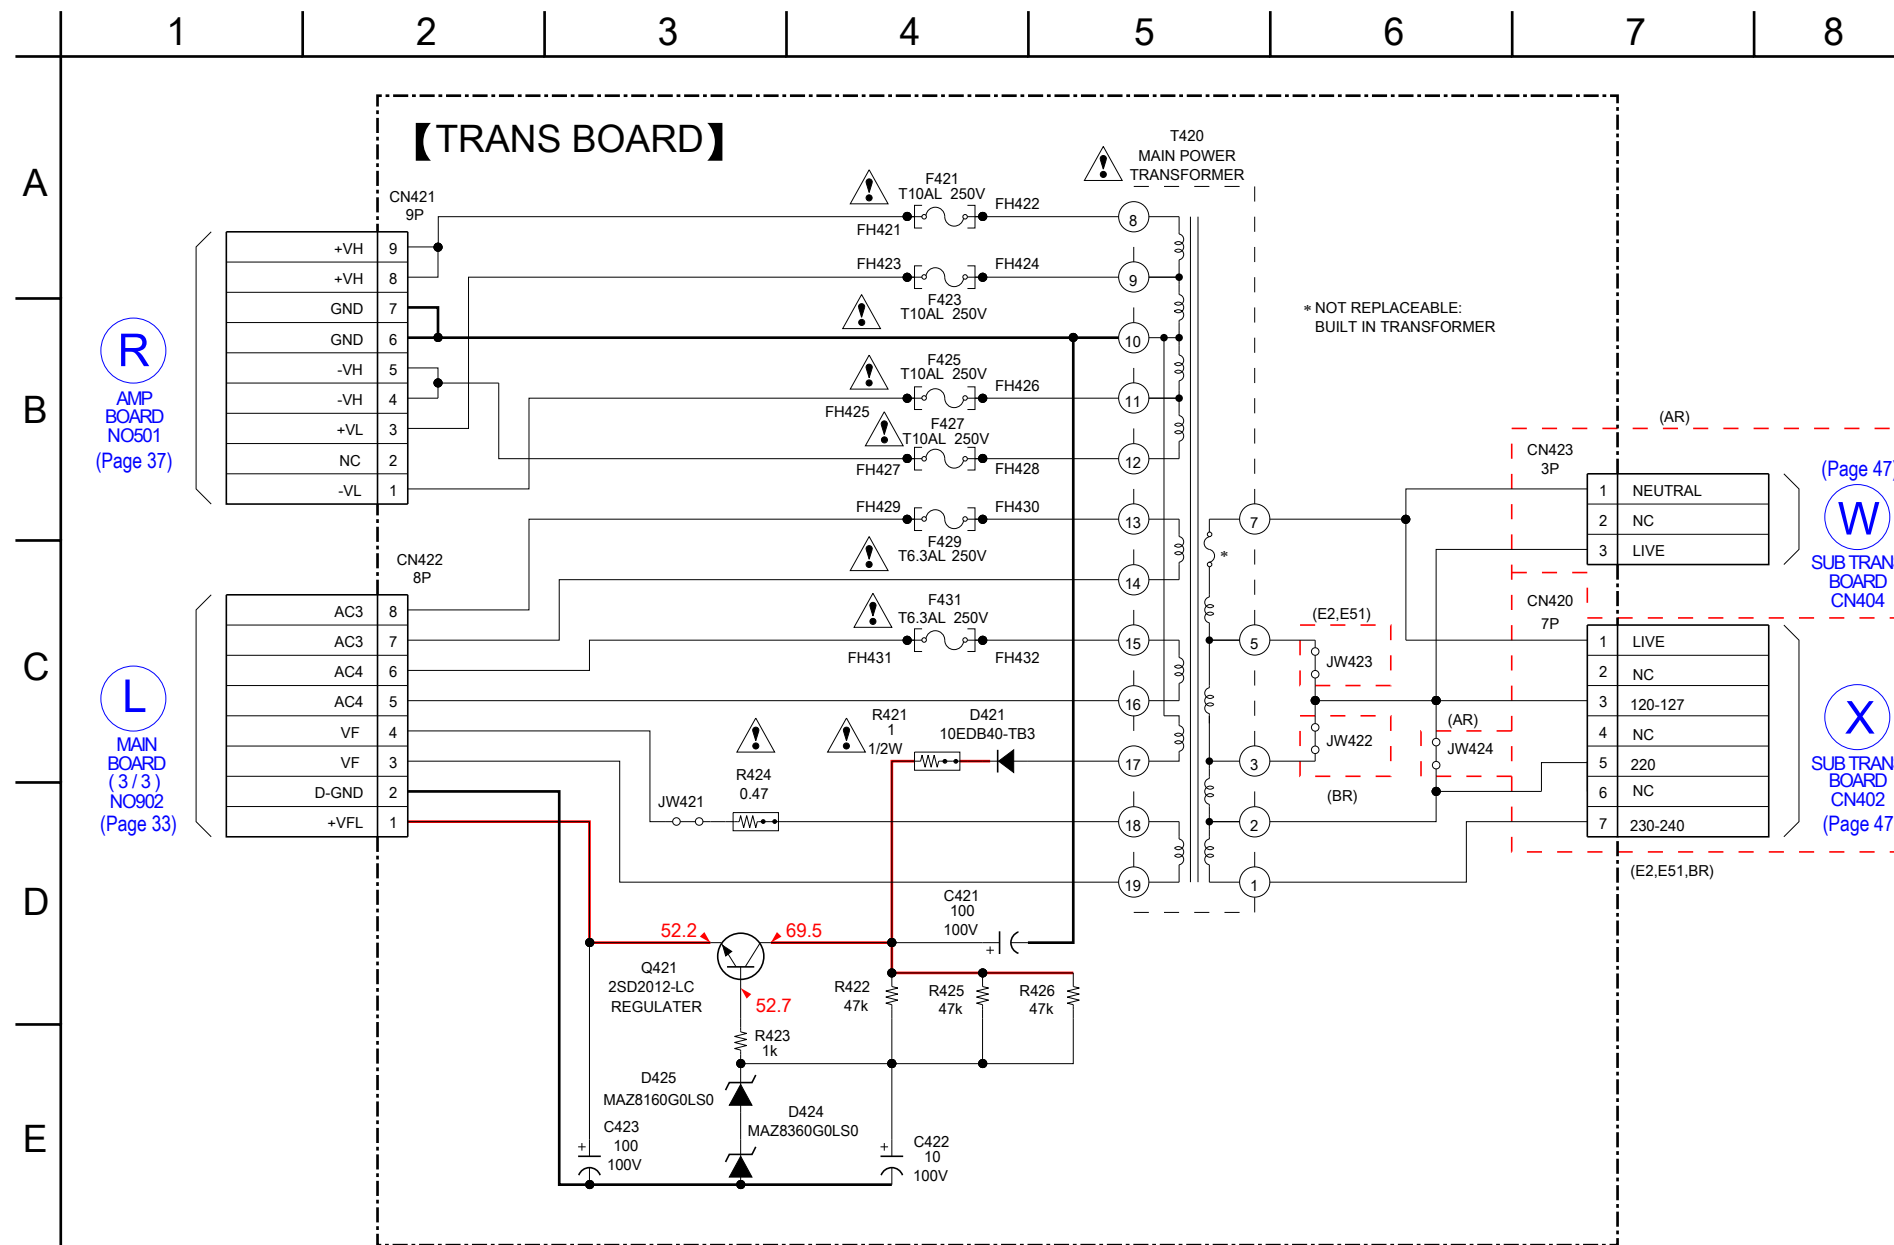 1 2 3 4 5 6 7 8
A
B
C
D
E
【TRANS BOARD】
CN421
9P
+VH 9
+VH 8
GND 7
GND 6
-VH 5
-VH 4
+VL 3
NC 2
-VL 1
R
AMP
BOARD
NO501
(Page 37)
CN422
8P
AC3 8
AC3 7
AC4 6
AC4 5
VF 4
VF 3
D-GND 2
+VFL 1
L
MAIN
BOARD
(3/3)
NO902
(Page 33)
F421
T10AL 250V
FH421
FH422
FH423
FH424
F423
T10AL 250V
F425
T10AL 250V
FH425
FH426
F427
T10AL 250V
FH427
FH428
FH429
FH430
F429
T6.3AL 250V
F431
T6.3AL 250V
FH431
FH432
R421
1
1/2W
D421
10EDB40-TB3
R424
0.47
JW421
T420
MAIN POWER
TRANSFORMER
8
9
10
11
12
13
14
15
16
17
18
19
7
5
3
2
1
*
* NOT REPLACEABLE:
BUILT IN TRANSFORMER
(E2,E51)
JW423
JW422
(BR)
(AR)
JW424
(AR)
CN423
3P
1 NEUTRAL
2 NC
3 LIVE
(Page 47)
W
SUB TRAN
BOARD
CN404
CN420
7P
1 LIVE
2 NC
3 120-127
4 NC
5 220
6 NC
7 230-240
X
SUB TRAN
BOARD
CN402
(Page 47
(E2,E51,BR)
C421
100
100V
+
52.2
69.5
52.7
Q421
2SD2012-LC
REGULATER
R422
47k
R425
47k
R426
47k
R423
1k
D425
MAZ8160G0LS0
D424
MAZ8360G0LS0
C423
100
100V
+
C422
10
100V
+